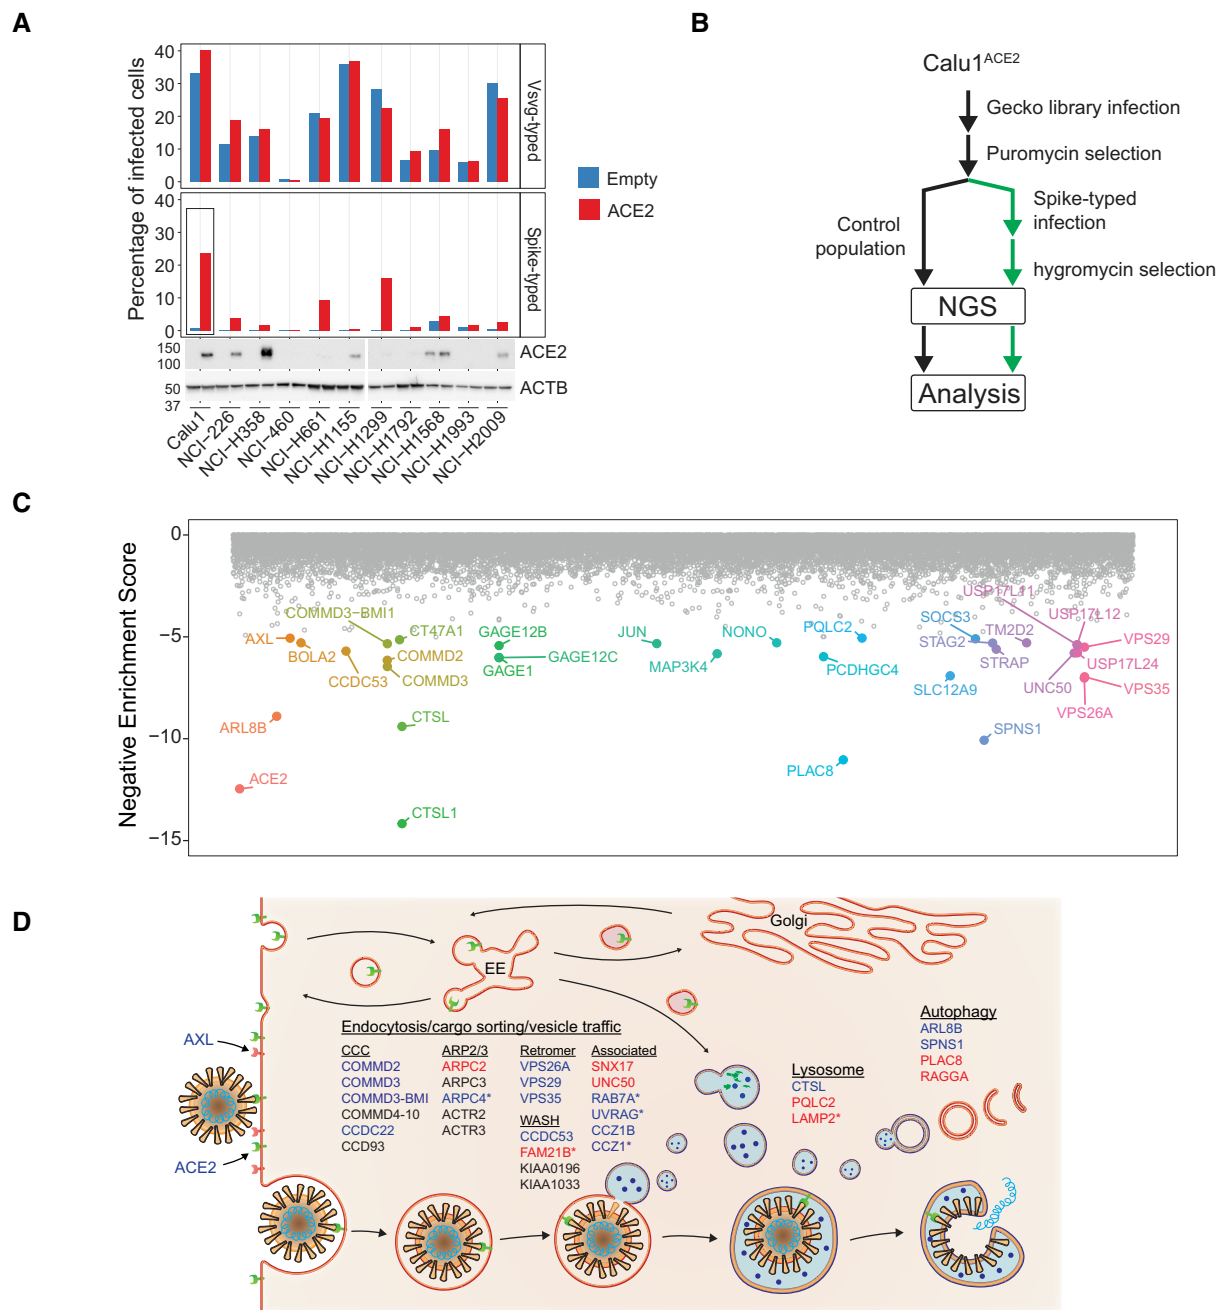 A
Percentage of infected cells
40
30
20
10
0
Vsvg-typed
40
30
20
10
0
Spike-typed
Empty
ACE2
150
100
ACE2
50
37
ACTB
Calu1
NCI-226
NCI-H358
NCI-460
NCI-H661
NCI-H1155
NCI-H1299
NCI-H1792
NCI-H1568
NCI-H1993
NCI-H2009
B
Calu1ACE2
Gecko library infection
Puromycin selection
Control
population
Spike-typed
infection
hygromycin selection
NGS
Analysis
C
Negative Enrichment Score
0
−5
−10
−15
COMMD3-BMI1
AXL
BOLA2
CCDC53
CT47A1
COMMD2
COMMD3
GAGE12B
GAGE12C
GAGE1
JUN
MAP3K4
NONO
PQLC2
PCDHGC4
SOCS3
STAG2
STRAP
TM2D2
SLC12A9
USP17L11
USP17L12
VPS29
USP17L24
UNC50
VPS35
VPS26A
ARL8B
CTSL
SPNS1
PLAC8
ACE2
CTSL1
D
Golgi
EE
AXL
ACE2
Endocytosis/cargo sorting/vesicle traffic
CCC
COMMD2
COMMD3
COMMD3-BMI
COMMD4-10
CCDC22
CCD93
ARP2/3
ARPC2
ARPC3
ARPC4*
ACTR2
ACTR3
Retromer
VPS26A
VPS29
VPS35
WASH
CCDC53
FAM21B*
KIAA0196
KIAA1033
Associated
SNX17
UNC50
RAB7A*
UVRAG*
CCZ1B
CCZ1*
Lysosome
CTSL
PQLC2
LAMP2*
Autophagy
ARL8B
SPNS1
PLAC8
RAGGA